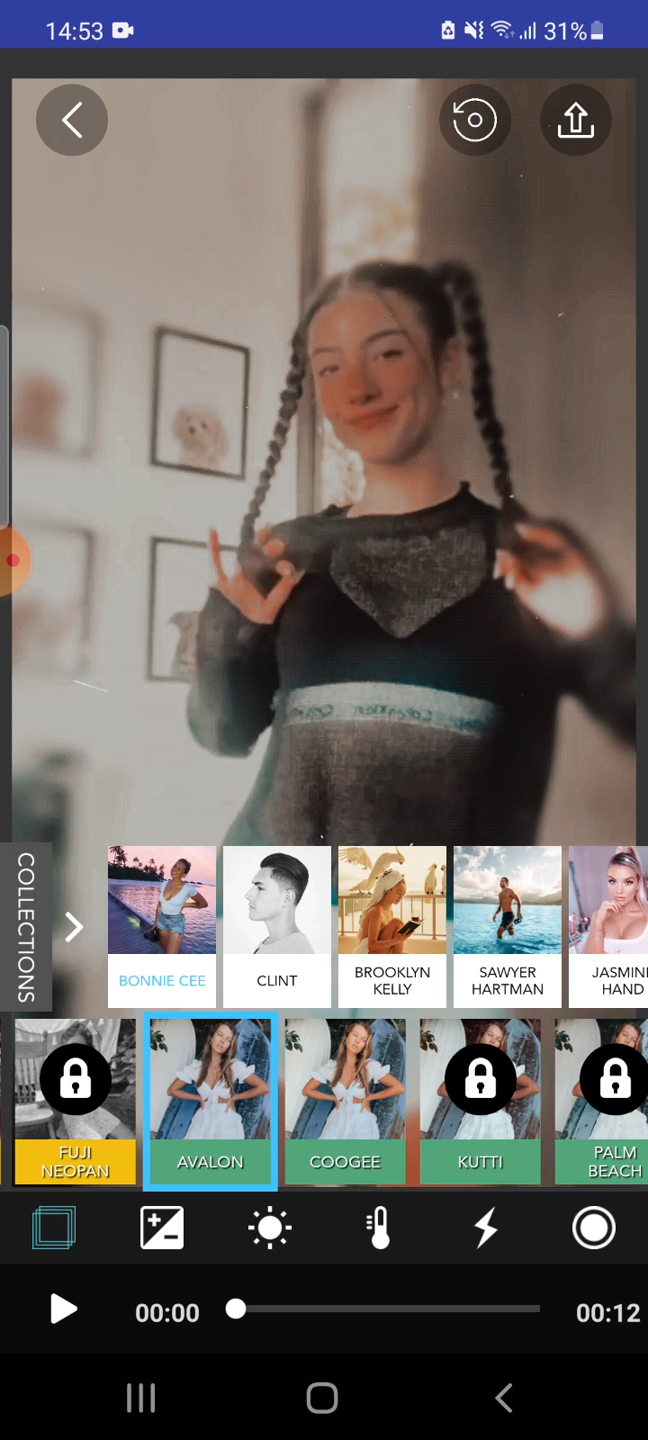 14:53
31%
COLLECTIONS
BONNIE CEE
CLINT
BROOKLYN
KELLY
SAWYER
HARTMAN
JASMIN
HAND
FUJI
NEOPAN
AVALON
COOGEE
KUTTI
PALM
BEACH
00:00
00:12